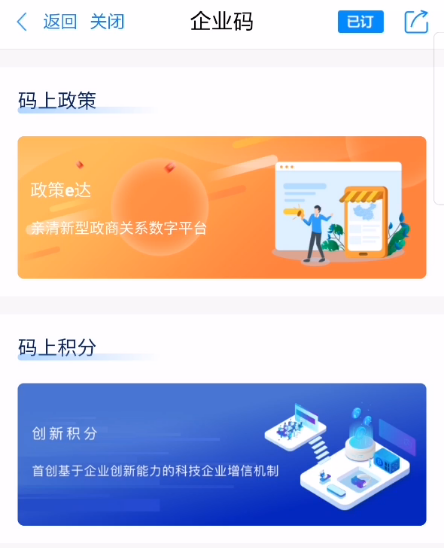 返回 关闭 企业码 已订
码上政策
政策e达
亲清新型政商关系数字平台
码上积分
创新积分
首创基于企业创新能力的科技企业增信机制